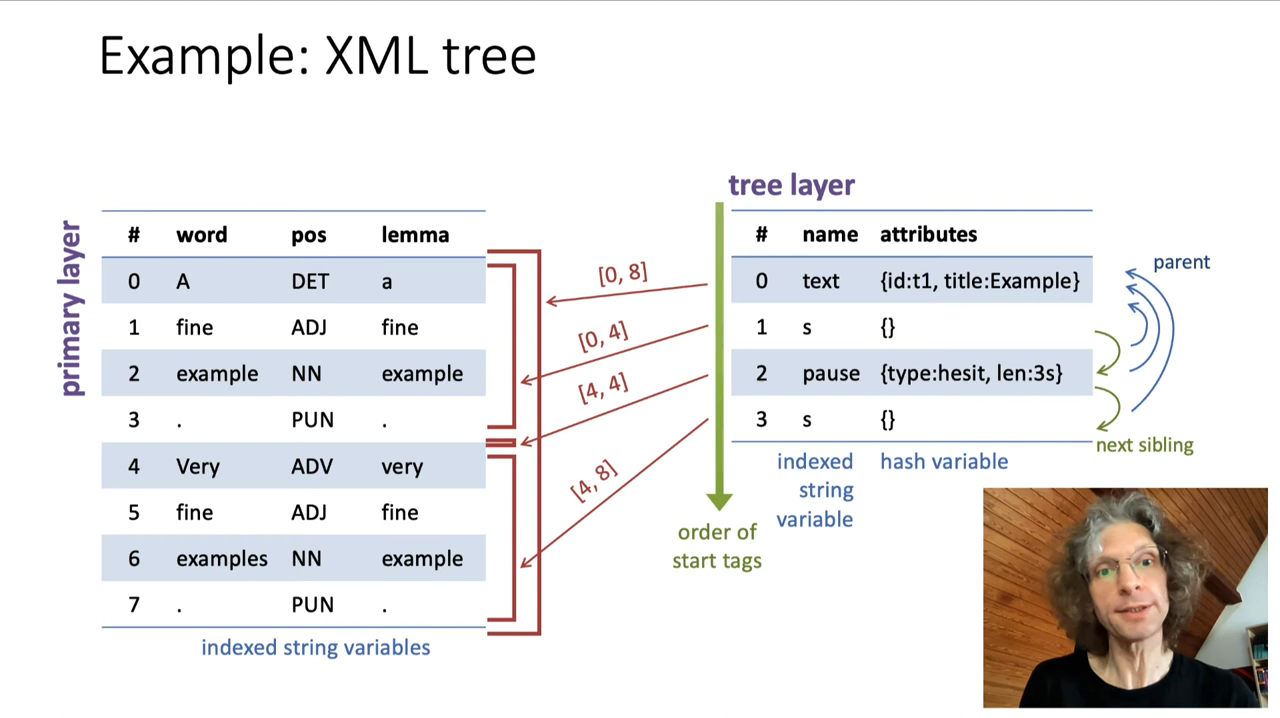 Example: XML tree
primary layer
# word pos lemma
0 A DET a
1 fine ADJ fine
2 example NN example
3 . PUN .
4 Very ADV very
5 fine ADJ fine
6 examples NN example
7 . PUN .
indexed string variables
[0, 8]
[0, 4]
[4, 4]
[4, 8]
tree layer
# name attributes
0 text {id:t1, title:Example}
1 s {}
2 pause {type:hesit, len:3s}
3 s {}
parent
next sibling
indexed
string
variable
hash variable
order of
start tags